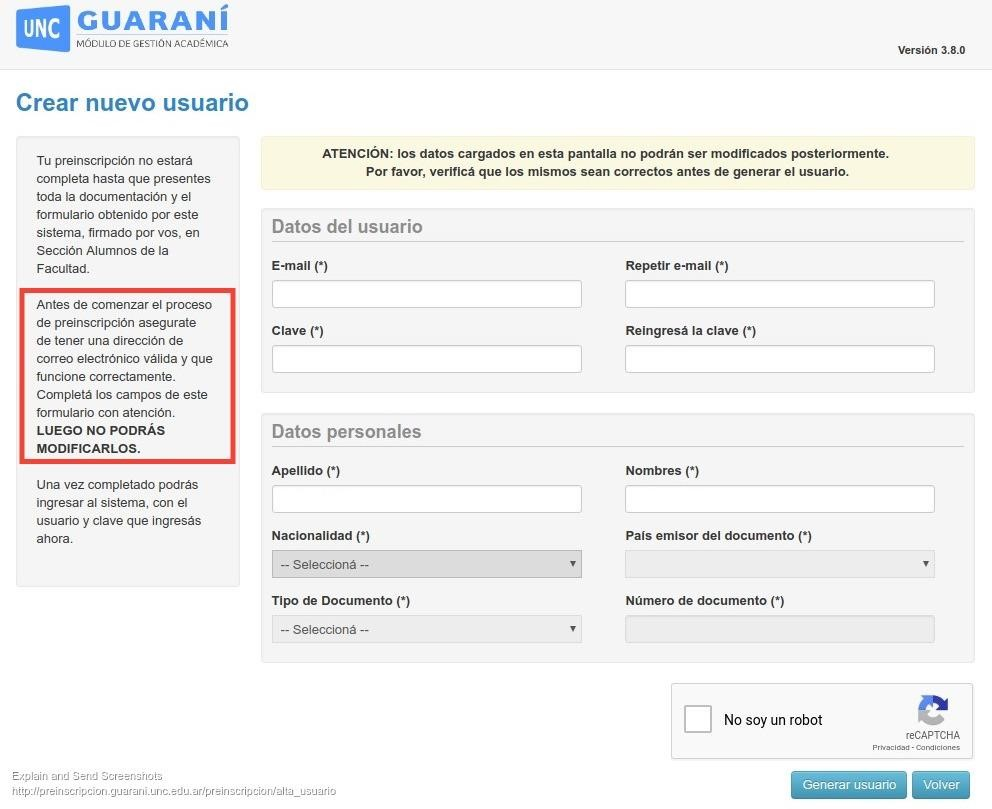 UNC GUARANÍ
MÓDULO DE GESTIÓN ACADÉMICA
Versión 3.8.0
Crear nuevo usuario
Tu preinscripción no estará
completa hasta que presentes
toda la documentación y el
formulario obtenido por este
sistema, firmado por vos, en
Sección Alumnos de la
Facultad.
Antes de comenzar el proceso
de preinscripción asegurate
de tener una dirección de
correo electrónico válida y que
funcione correctamente.
Completá los campos de este
formulario con atención.
LUEGO NO PODRÁS
MODIFICARLOS.
Una vez completado podrás
ingresar al sistema, con el
usuario y clave que ingresás
ahora.
ATENCIÓN: los datos cargados en esta pantalla no podrán ser modificados posteriormente.
Por favor, verificá que los mismos sean correctos antes de generar el usuario.
Datos del usuario
E-mail (*) Repetir e-mail (*)
Clave (*) Reingresá la clave (*)
Datos personales
Apellido (*) Nombres (*)
Nacionalidad (*) País emisor del documento (*)
-- Seleccioná --
Tipo de Documento (*) Número de documento (*)
-- Seleccioná --
No soy un robot
reCAPTCHA
Privacidad - Condiciones
Generar usuario Volver
Explain and Send Screenshots
http://preinscripcion.guarani.unc.edu.ar/preinscripcion/alta_usuario